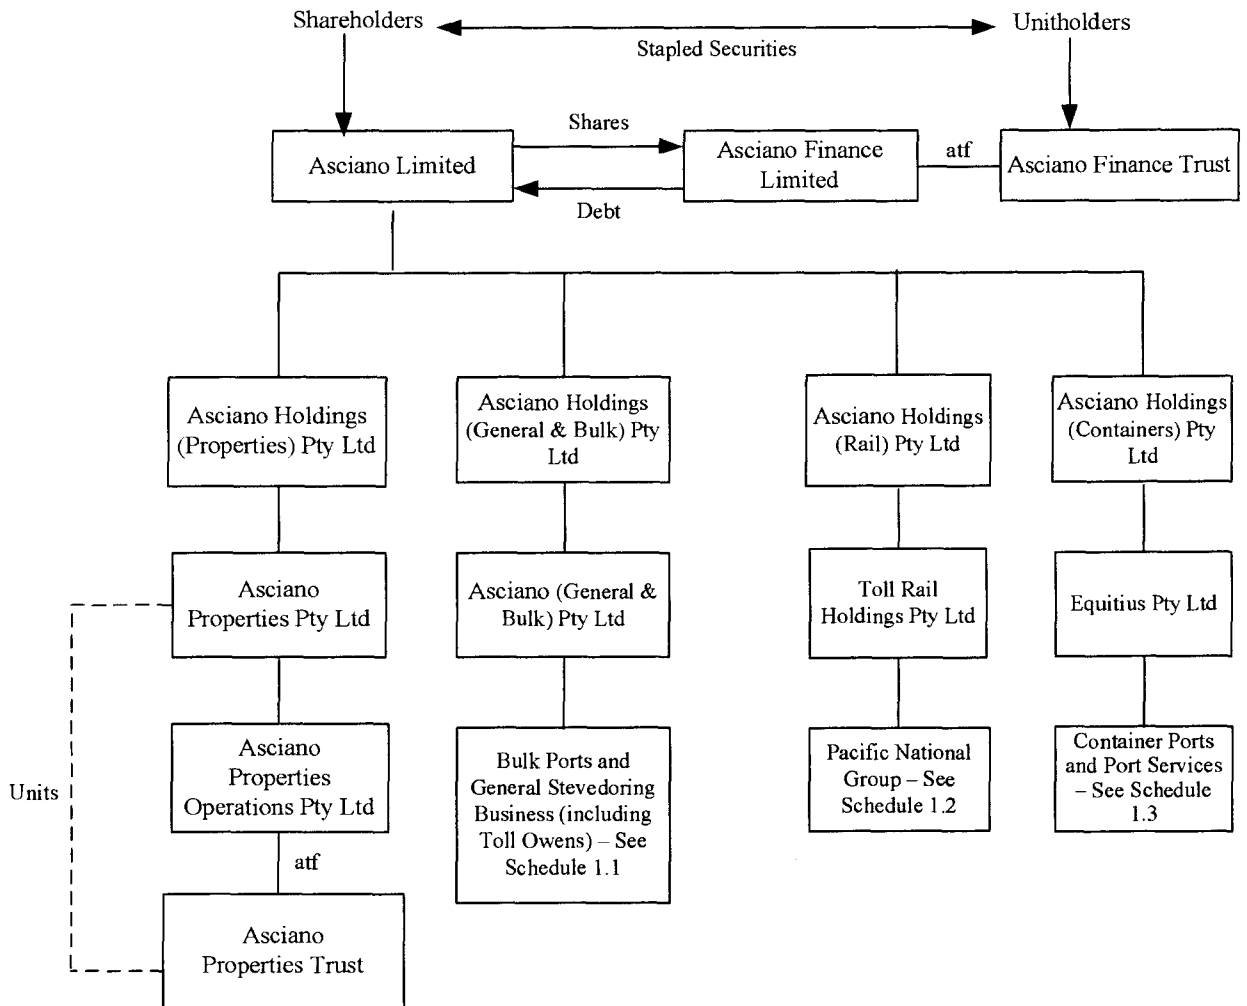 Shareholders
Unitholders
Stapled Securities
Shares
Asciano Limited
Asciano Finance
Limited
atf
Asciano Finance Trust
Debt
Asciano Holdings
(Properties) Pty Ltd
Asciano Holdings
(General & Bulk) Pty
Ltd
Asciano Holdings
(Rail) Pty Ltd
Asciano Holdings
(Containers) Pty
Ltd
Asciano
Properties Pty Ltd
Asciano (General &
Bulk) Pty Ltd
Toll Rail
Holdings Pty Ltd
Equitius Pty Ltd
Units
Asciano
Properties
Operations Pty Ltd
Bulk Ports and
General Stevedoring
Business (including
Toll Owens) – See
Schedule 1.1
Pacific National
Group – See
Schedule 1.2
Container Ports
and Port Services
– See Schedule
1.3
atf
Asciano
Properties Trust